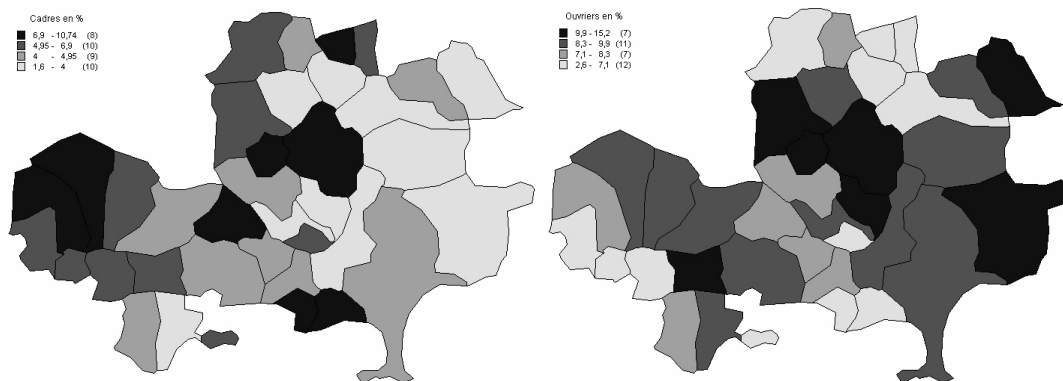 Cadres en %
6,9 - 10,74 (8)
4,95 - 6,9 (10)
4 - 4,95 (9)
1,6 - 4 (10)
Ouvriers en %
9,9 - 15,2 (7)
8,3 - 9,9 (11)
7,1 - 8,3 (7)
2,6 - 7,1 (12)